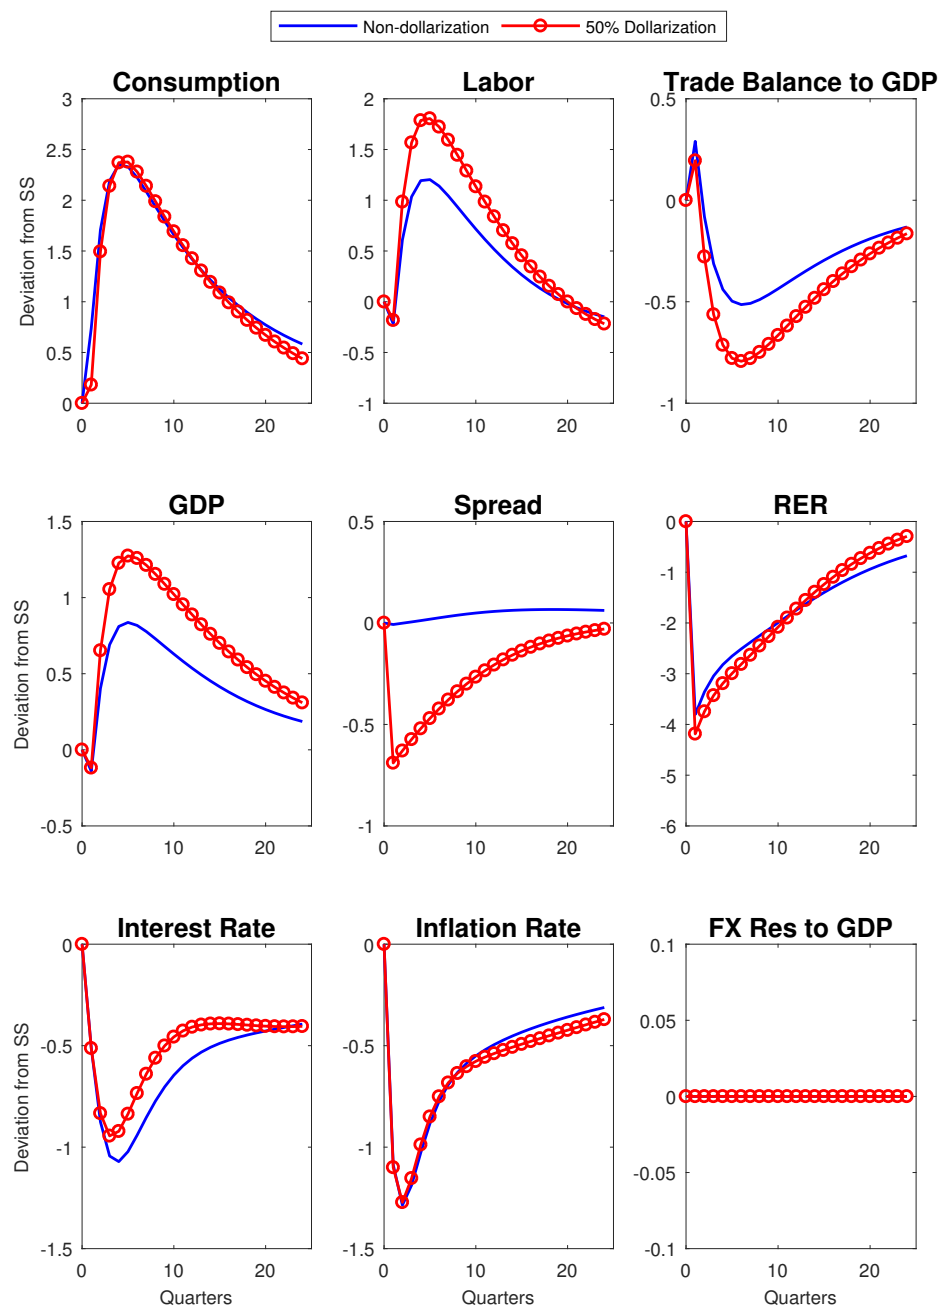 Non-dollarization 50% Dollarization
Consumption Labor Trade Balance to GDP
3 2 0.5
2.5 1.5
2 1 0
1.5 0.5
1 0 -0.5
0.5 -0.5
0 -1 -1
Deviation from SS
0 10 20 0 10 20 0 10 20
GDP Spread RER
1.5 0.5 0
1 0 -1
-2
0.5 -3
0 -0.5 -4
-5
-0.5 -1 -6
Deviation from SS
0 10 20 0 10 20 0 10 20
Interest Rate Inflation Rate FX Res to GDP
0 0 0.1
-0.5 -0.5 0.05
0
-1 -1 -0.05
-1.5 -1.5 -0.1
Deviation from SS
0 10 20 0 10 20 0 10 20
Quarters Quarters Quarters